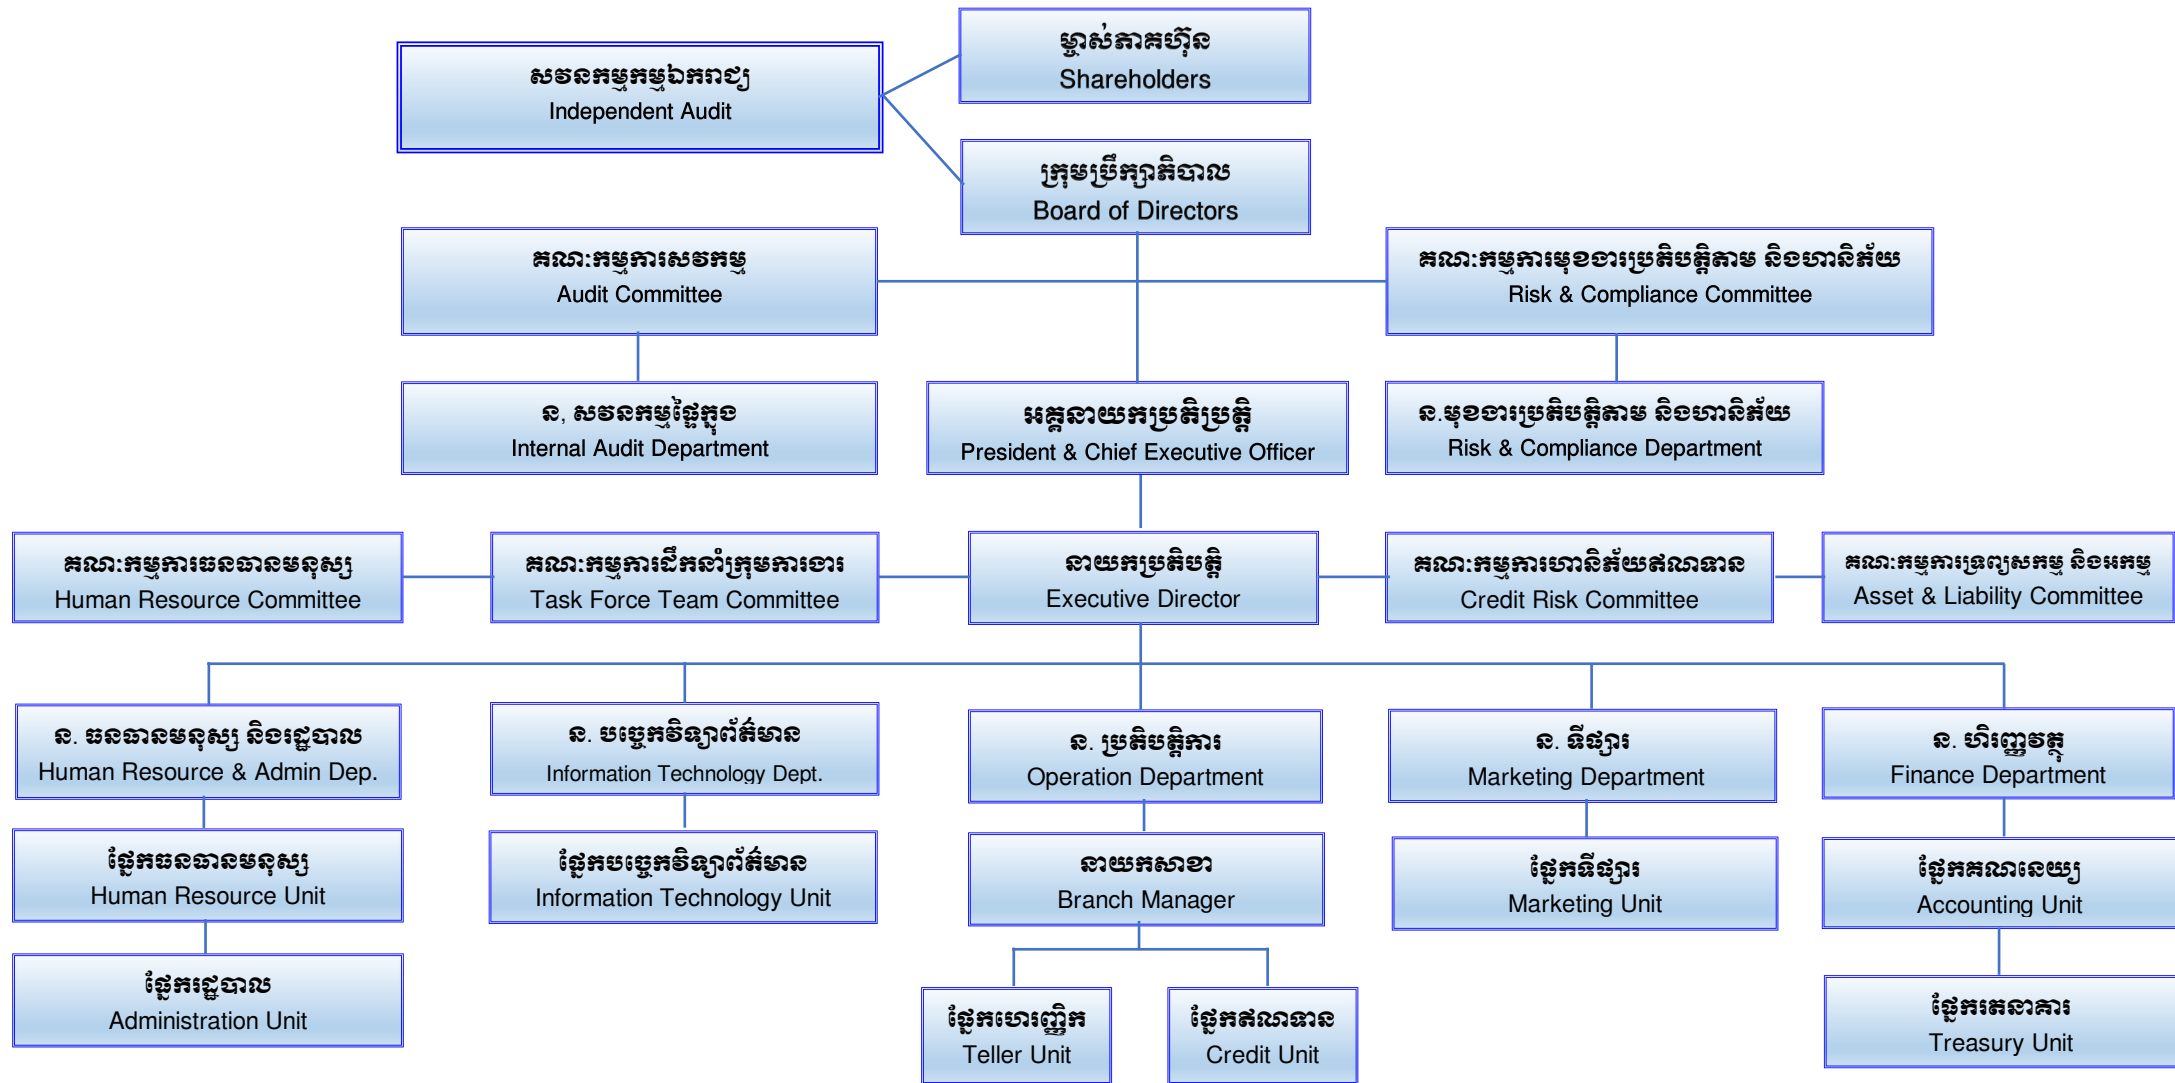 ម្ចាស់ភាគហ៊ុន
Shareholders
សវនកម្មកម្មឯករាជ្យ
Independent Audit
ក្រុមប្រឹក្សាភិបាល
Board of Directors
គណៈកម្មការសវកម្ម
Audit Committee
គណៈកម្មការមុខងារប្រតិបត្តិតាម និងហានិភ័យ
Risk & Compliance Committee
ន, សវនកម្មផ្ទៃក្នុង
Internal Audit Department
អគ្គនាយកប្រតិប្រត្តិ
President & Chief Executive Officer
ន.មុខងារប្រតិបត្តិតាម និងហានិភ័យ
Risk & Compliance Department
គណៈកម្មការធនធានមនុស្ស
Human Resource Committee
គណៈកម្មការដឹកនាំក្រុមការងារ
Task Force Team Committee
នាយកប្រតិបត្តិ
Executive Director
គណៈកម្មការហានិភ័យឥណទាន
Credit Risk Committee
គណៈកម្មការទ្រព្យសកម្ម និងអកម្ម
Asset & Liability Committee
ន. ធនធានមនុស្ស និងរដ្ឋបាល
Human Resource & Admin Dep.
ន. បច្ចេកវិទ្យាព័ត៌មាន
Information Technology Dept.
ន. ប្រតិបត្តិការ
Operation Department
ន. ទីផ្សារ
Marketing Department
ន. ហិរញ្ញវត្ថុ
Finance Department
ផ្នែកធនធានមនុស្ស
Human Resource Unit
ផ្នែកបច្ចេកវិទ្យាព័ត៌មាន
Information Technology Unit
នាយកសាខា
Branch Manager
ផ្នែកទីផ្សារ
Marketing Unit
ផ្នែកគណនេយ្យ
Accounting Unit
ផ្នែករដ្ឋបាល
Administration Unit
ផ្នែកបេរញ្ញិក
Teller Unit
ផ្នែកឥណទាន
Credit Unit
ផ្នែករតនាគារ
Treasury Unit